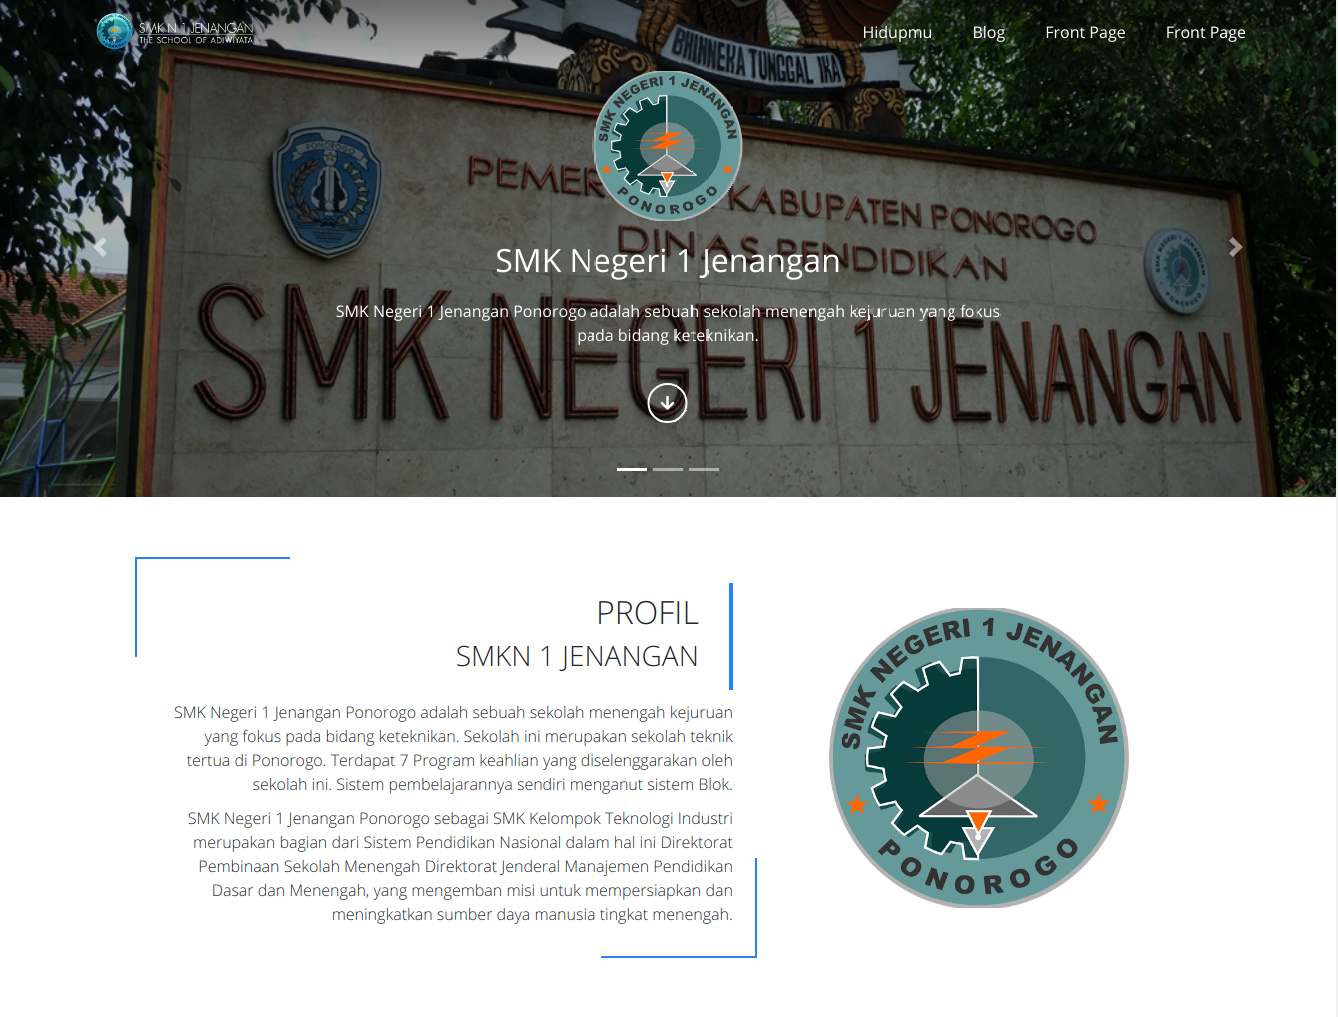 SMK N 1 JENANGAN
THE SCHOOL OF ADIWIYATA
Hidupmu
Blog
Front Page
Front Page
BHINNEKA TUNGGAL IKA
SMK NEGERI 1 JENANGAN
PONOROGO
PONOROGO
PEMER KABUPATEN PONOROGO
DINAS PENDIDIKAN
SMK NEGERI 1 JENANGAN
PONOROGO
SMK Negeri 1 Jenangan
SMK Negeri 1 Jenangan Ponorogo adalah sebuah sekolah menengah kejuruan yang fokus
pada bidang keteknikan.
PROFIL
SMKN 1 JENANGAN
SMK Negeri 1 Jenangan Ponorogo adalah sebuah sekolah menengah kejuruan
yang fokus pada bidang keteknikan. Sekolah ini merupakan sekolah teknik
tertua di Ponorogo. Terdapat 7 Program keahlian yang diselenggarakan oleh
sekolah ini. Sistem pembelajarannya sendiri menganut sistem Blok.
SMK Negeri 1 Jenangan Ponorogo sebagai SMK Kelompok Teknologi Industri
merupakan bagian dari Sistem Pendidikan Nasional dalam hal ini Direktorat
Pembinaan Sekolah Menengah Direktorat Jenderal Manajemen Pendidikan
Dasar dan Menengah, yang mengemban misi untuk mempersiapkan dan
meningkatkan sumber daya manusia tingkat menengah.
SMK NEGERI 1 JENANGAN
PONOROGO